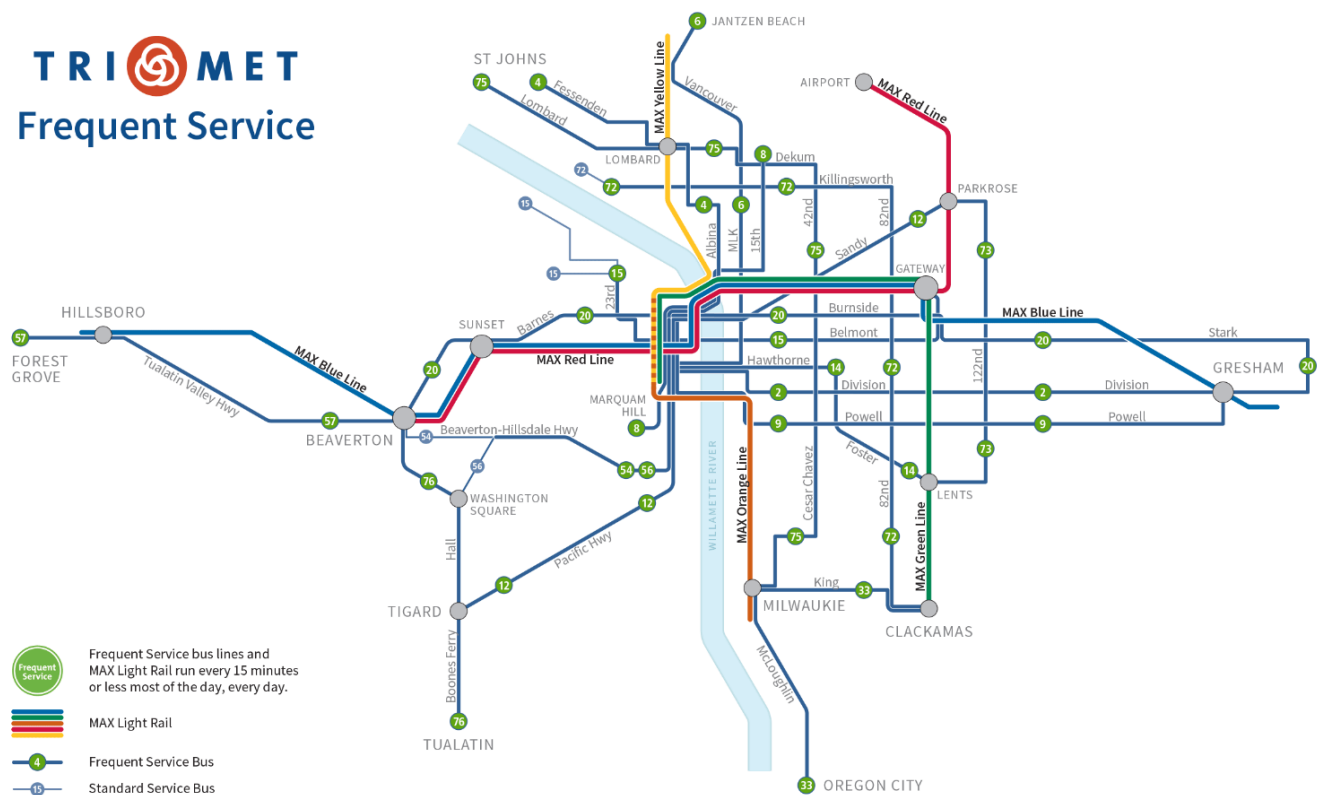 TRI MET
Frequent Service
6
JANTZEN BEACH
ST JOHNS
75
4
Fessenden
Lombard
MAX Yellow Line
Vancouver
AIRPORT
MAX Red Line
LOMBARD
75
8
Dekum
72
72
72
Killingsworth
PARKROSE
15
4
6
12
Albina
MLK
15th
42nd
82nd
Sandy
75
73
15
15
23rd
GATEWAY
HILLSBORO
57
FOREST
GROVE
Tualatin Valley Hwy
MAX Blue Line
SUNSET
Barnes
20
20
Burnside
MAX Blue Line
15
Belmont
20
Stark
MAX Red Line
20
Hawthorne
14
72
122nd
20
GRESHAM
2
Division
2
Division
57
BEAVERTON
MARQUAM
HILL
8
9
Powell
9
Powell
54
Beaverton-Hillsdale Hwy
56
54
56
Foster
14
73
76
WASHINGTON
SQUARE
12
WILLAMETTE RIVER
MAX Orange Line
Cesar Chavez
82nd
LENTS
MAX Green Line
Hall
Pacific Hwy
12
75
72
TIGARD
King
33
MILWAUKIE
CLACKAMAS
Boones Ferry
McLoughlin
76
TUALATIN
33
OREGON CITY
Frequent
Service
Frequent Service bus lines and
MAX Light Rail run every 15 minutes
or less most of the day, every day.
MAX Light Rail
4
Frequent Service Bus
15
Standard Service Bus